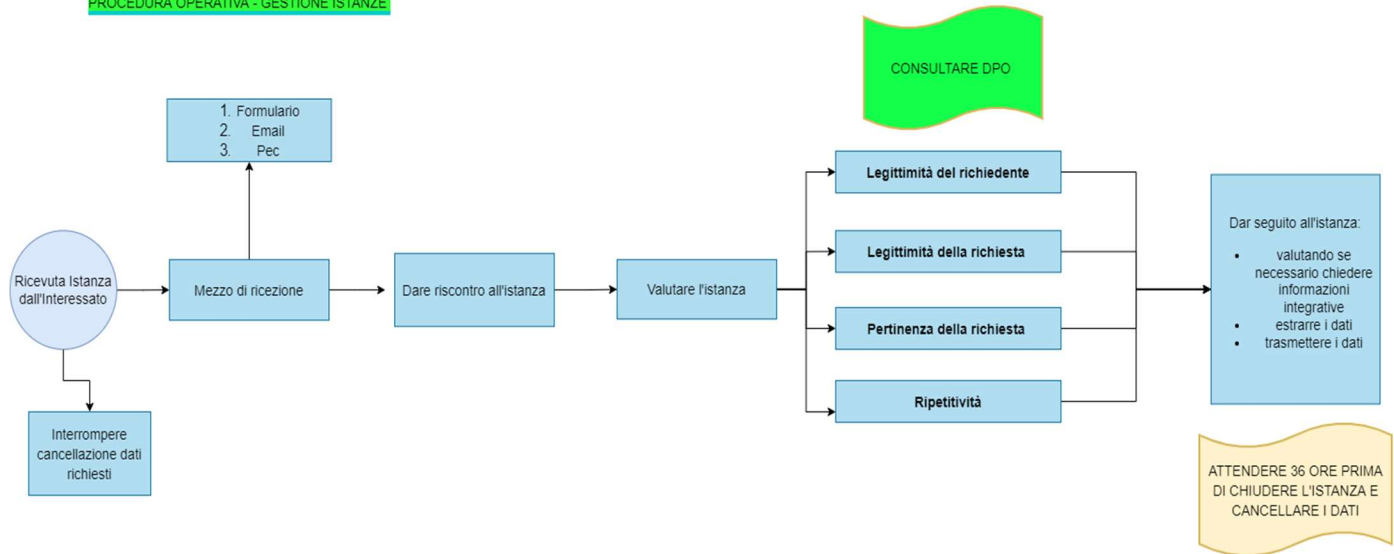 PROCEDURA OPERATIVA - GESTIONE ISTANZE
CONSULTARE DPO
1. Formulario
2. Email
3. Pec
Ricevuta Istanza
dall'Interessato
Mezzo di ricezione
Dare riscontro all'istanza
Valutare l'istanza
Legittimità del richiedente
Legittimità della richiesta
Pertinenza della richiesta
Ripetitività
Dar seguito all'istanza:
• valutando se
necessario chiedere
informazioni
integrative
• estrarre i dati
• trasmettere i dati
Interrompere
cancellazione dati
richiesti
ATTENDERE 36 ORE PRIMA
DI CHIUDERE L'ISTANZA E
CANCELLARE I DATI